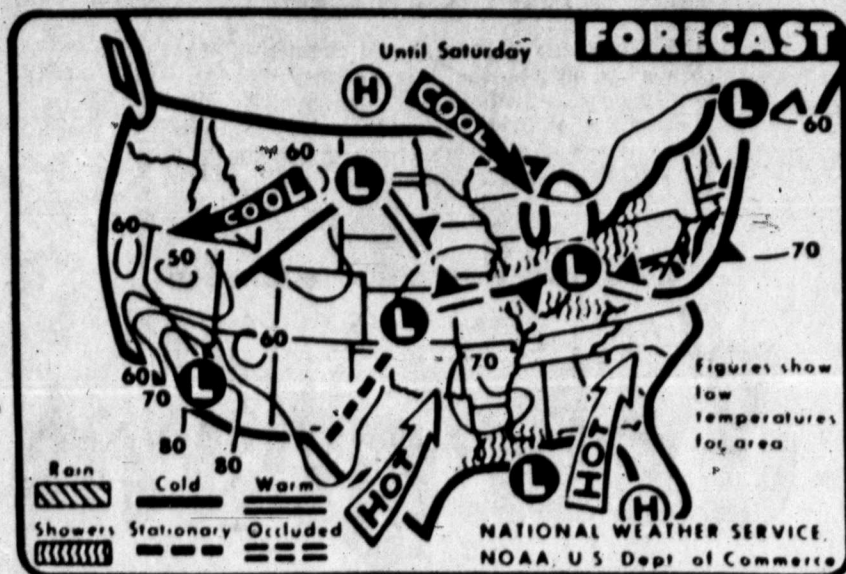 FORECAST
Until Saturday
H
COOL
L
60
60
L
COOL
60
50
L
70
L
60
70
60
70
L
80
80
HOT
HOT
L
H
Figures show
low
temperatures
for area
Rain
Cold
Warm
Showers
Stationary
Occluded
NATIONAL WEATHER SERVICE,
NOAA, U S Dept of Commerce